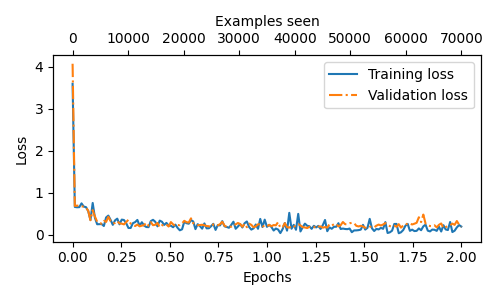 Examples seen
0 10000 20000 30000 40000 50000 60000 70000
4
3
2
1
0
Loss
Training loss
Validation loss
0.00 0.25 0.50 0.75 1.00 1.25 1.50 1.75 2.00
Epochs